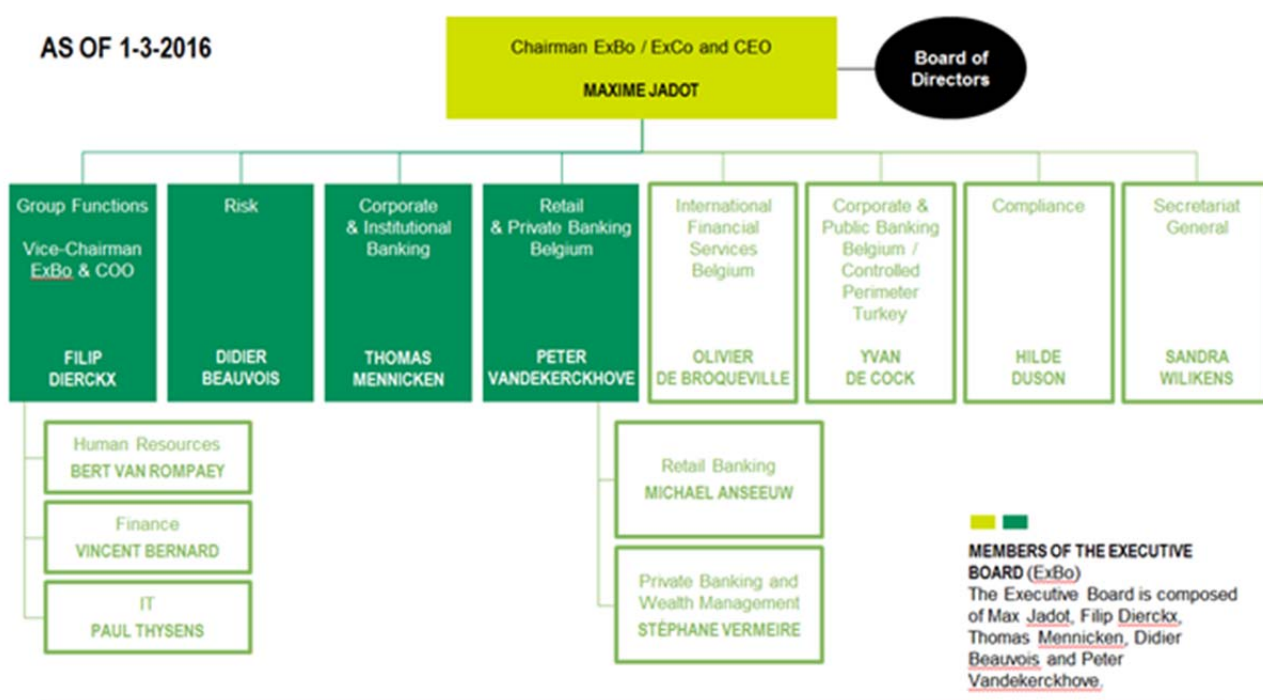 AS OF 1-3-2016
Chairman ExBo / ExCo and CEO
MAXIME JADOT
Board of
Directors
Group Functions
Vice-Chairman
ExBo & COO
FILIP
DIERCKX
Risk
DIDIER
BEAUVOIS
Corporate
& Institutional
Banking
THOMAS
MENNICKEN
Retail
& Private Banking
Belgium
PETER
VANDEKERCKHOVE
International
Financial
Services
Belgium
OLIVIER
DE BROQUEVILLE
Corporate &
Public Banking
Belgium /
Controlled
Perimeter
Turkey
YVAN
DE COCK
Compliance
HILDE
DUSON
Secretariat
General
SANDRA
WILIKENS
Human Resources
BERT VAN ROMPAEY
Finance
VINCENT BERNARD
IT
PAUL THYSENS
Retail Banking
MICHAEL ANSEEUW
Private Banking and
Wealth Management
STÉPHANE VERMEIRE
MEMBERS OF THE EXECUTIVE
BOARD (ExBo)
The Executive Board is composed
of Max Jadot, Filip Dierckx,
Thomas Mennicken, Didier
Beauvois and Peter
Vandekerckhove.